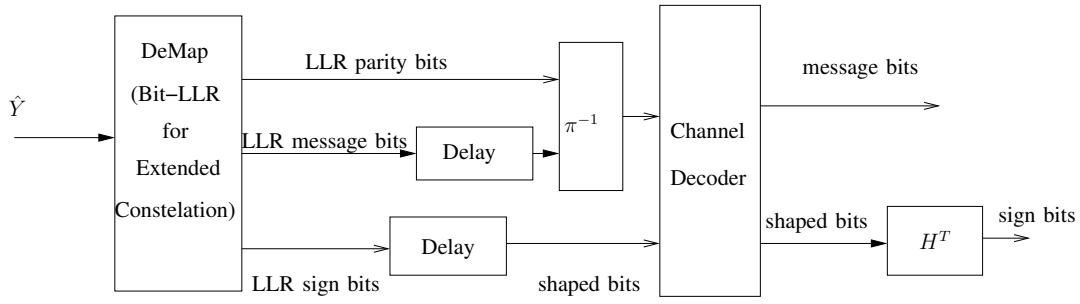 Ŷ
DeMap
(Bit−LLR
for
Extended
Constelation)
LLR parity bits
LLR message bits
Delay
π⁻¹
LLR sign bits
Delay
shaped bits
Channel
Decoder
message bits
shaped bits
Hᵀ
sign bits